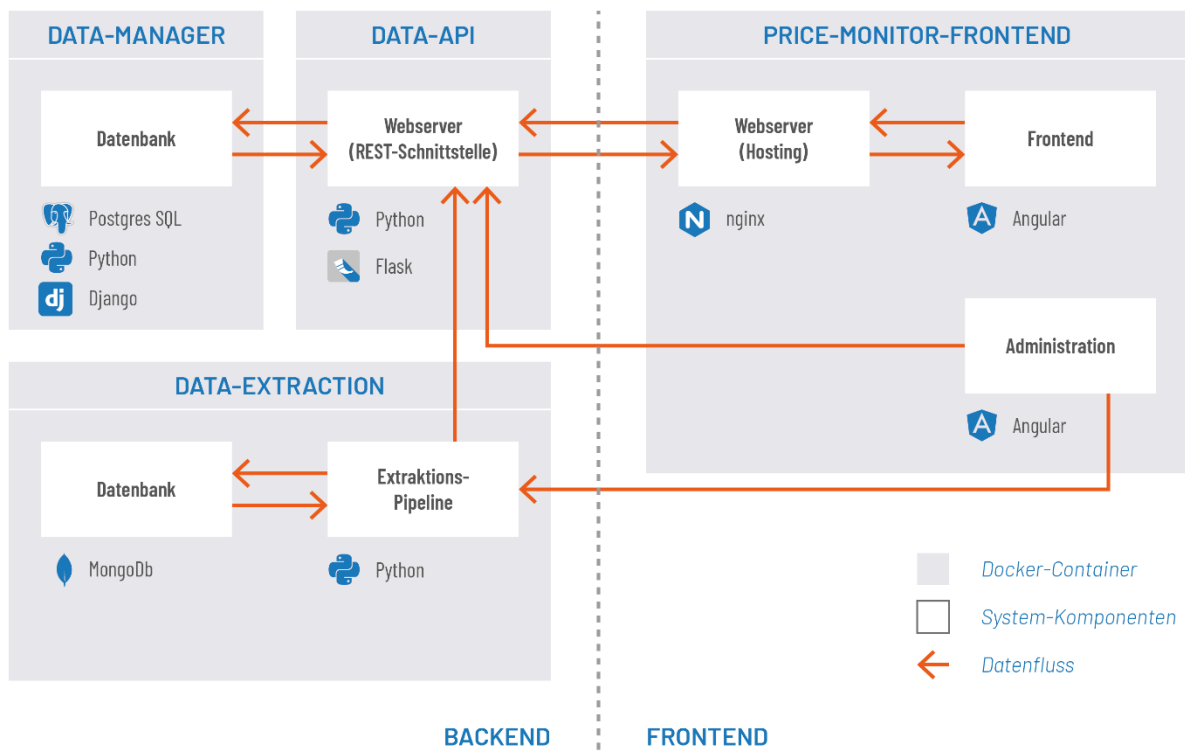 DATA-MANAGER
DATA-API
PRICE-MONITOR-FRONTEND
Datenbank
Webserver
(REST-Schnittstelle)
Webserver
(Hosting)
Frontend
Postgres SQL
Python
Django
dj
Python
Flask
N
nginx
A
Angular
Administration
A
Angular
DATA-EXTRACTION
Datenbank
Extraktions-
Pipeline
MongoDb
Python
Docker-Container
System-Komponenten
Datenfluss
BACKEND
FRONTEND